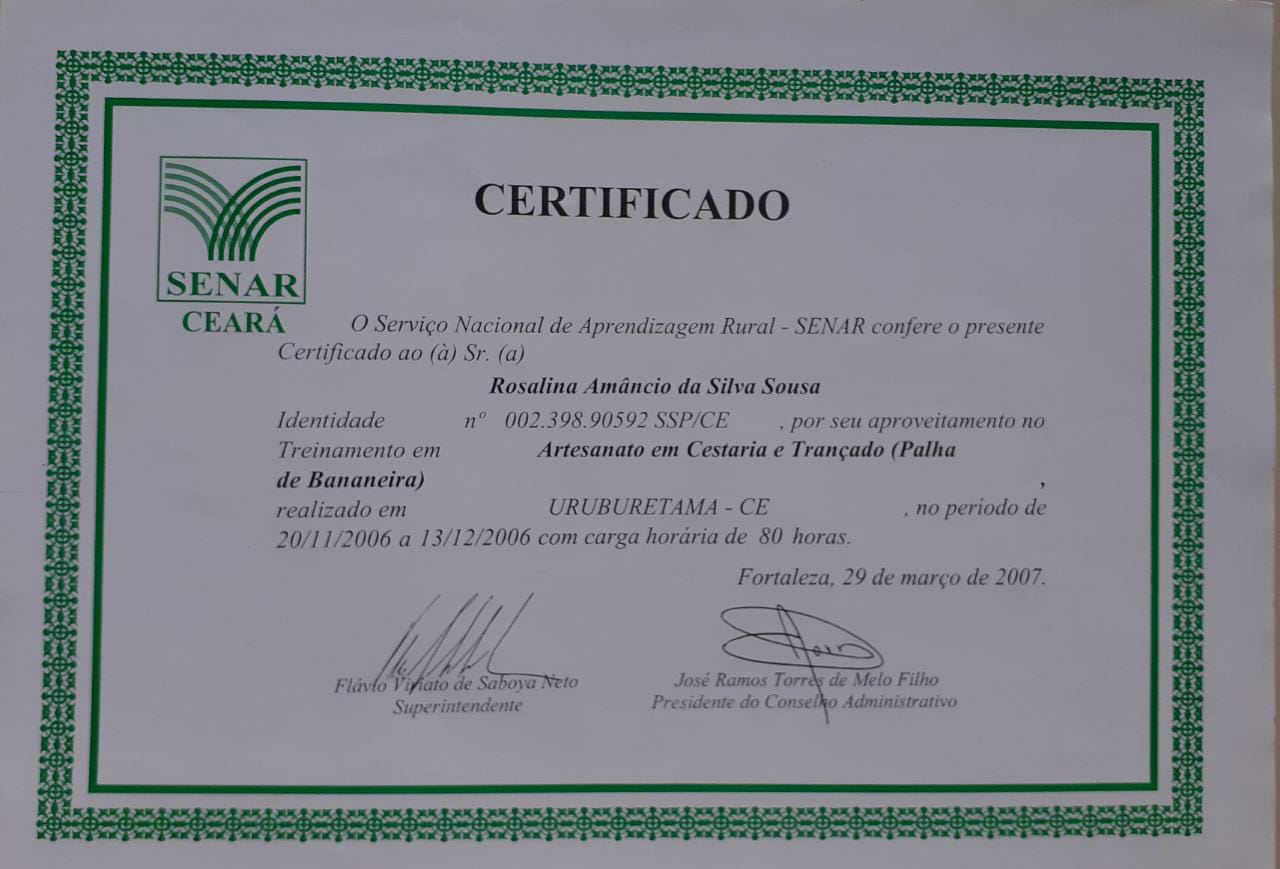 SENAR
CEARÁ
CERTIFICADO
O Serviço Nacional de Aprendizagem Rural - SENAR confere o presente
Certificado ao (à) Sr. (a)
Rosalina Amâncio da Silva Sousa
Identidade nº 002.398.90592 SSP/CE , por seu aproveitamento no
Treinamento em Artesanato em Cestaria e Trançado (Palha
de Bananeira) ,
realizado em URUBURETAMA - CE , no período de
20/11/2006 a 13/12/2006 com carga horária de 80 horas.
Fortaleza, 29 de março de 2007.
Flávio Viriato de Saboya Neto
Superintendente
José Ramos Torres de Melo Filho
Presidente do Conselho Administrativo